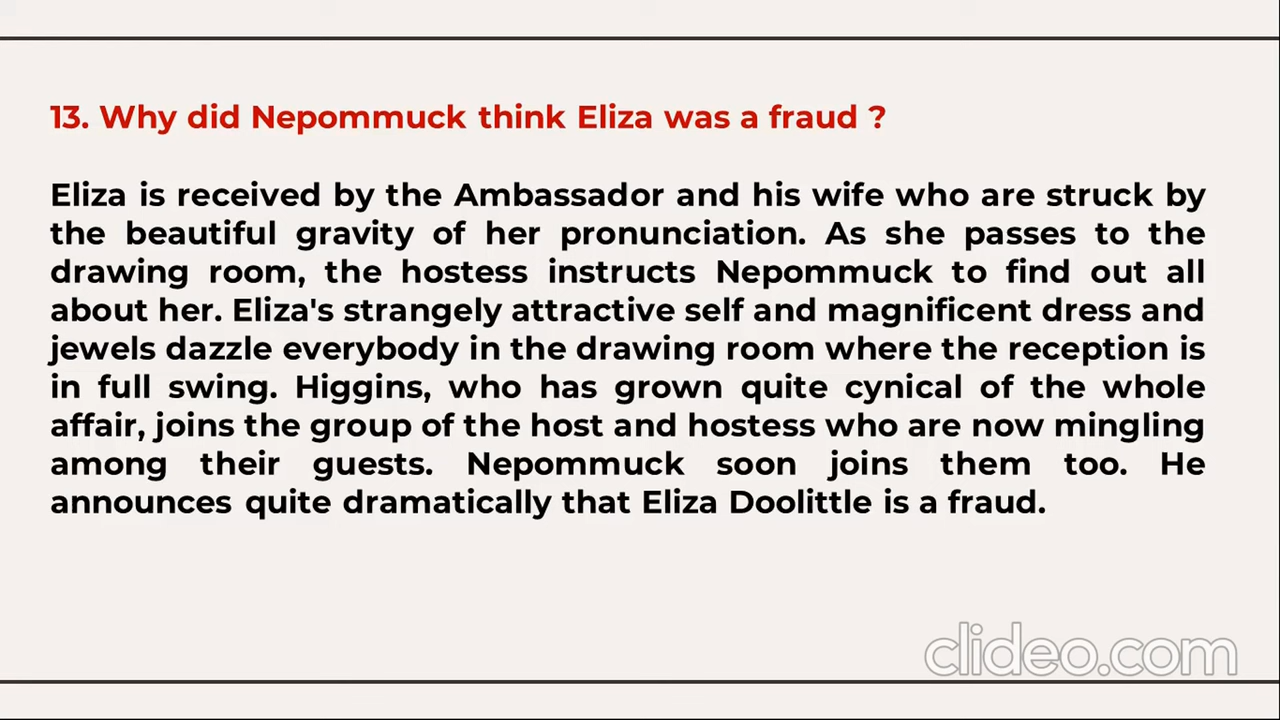 13. Why did Nepommuck think Eliza was a fraud ?
Eliza is received by the Ambassador and his wife who are struck by
the beautiful gravity of her pronunciation. As she passes to the
drawing room, the hostess instructs Nepommuck to find out all
about her. Eliza's strangely attractive self and magnificent dress and
jewels dazzle everybody in the drawing room where the reception is
in full swing. Higgins, who has grown quite cynical of the whole
affair, joins the group of the host and hostess who are now mingling
among their guests. Nepommuck soon joins them too. He
announces quite dramatically that Eliza Doolittle is a fraud.
clideo.com